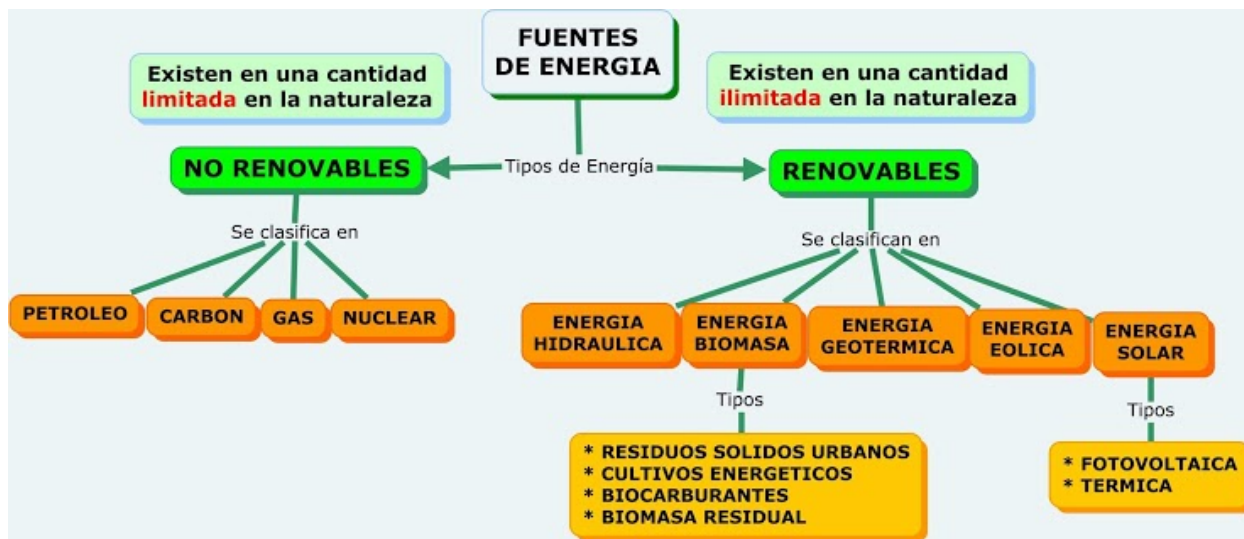 FUENTES
DE ENERGIA
Existen en una cantidad
limitada en la naturaleza
Existen en una cantidad
ilimitada en la naturaleza
NO RENOVABLES
Tipos de Energía
RENOVABLES
Se clasifica en
Se clasifican en
PETROLEO
CARBON
GAS
NUCLEAR
ENERGIA
HIDRAULICA
ENERGIA
BIOMASA
ENERGIA
GEOTERMICA
ENERGIA
EOLICA
ENERGIA
SOLAR
Tipos
Tipos
* RESIDUOS SOLIDOS URBANOS
* CULTIVOS ENERGETICOS
* BIOCARBURANTES
* BIOMASA RESIDUAL
* FOTOVOLTAICA
* TERMICA